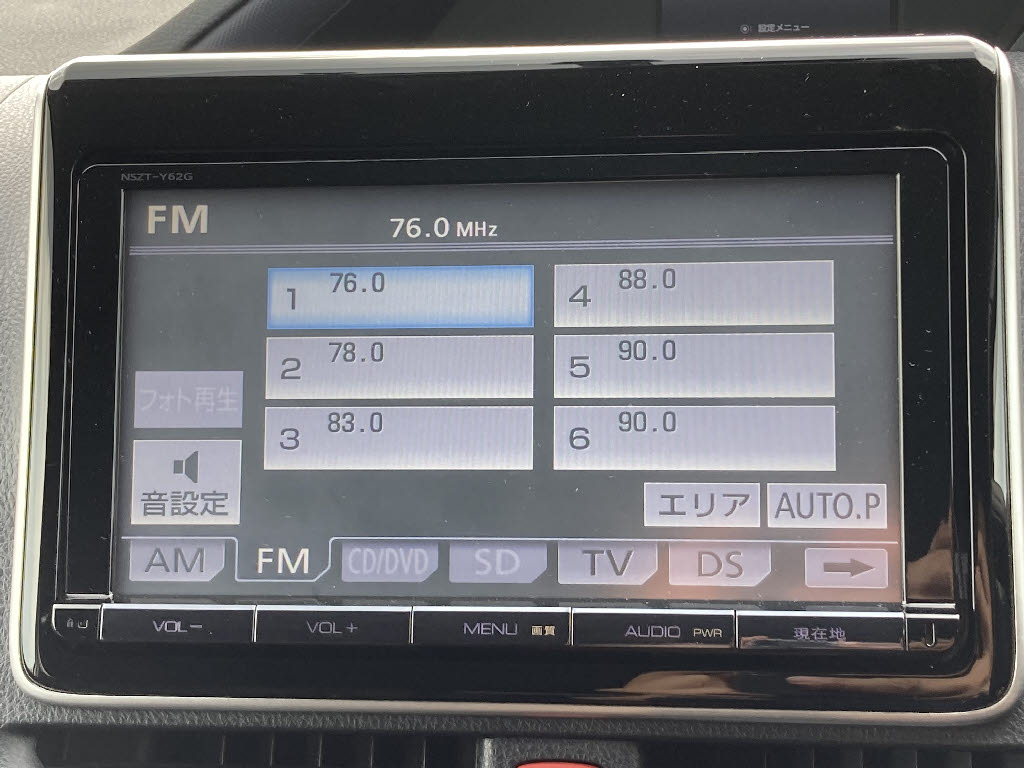 設定メニュー
NSZT-Y62G
FM
76.0 MHz
1 76.0
4 88.0
2 78.0
5 90.0
3 83.0
6 90.0
フォト再生
音設定
エリア
AUTO.P
AM FM CD/DVD SD TV DS
VOL− VOL+ MENU 画質 AUDIO PWR 現在地